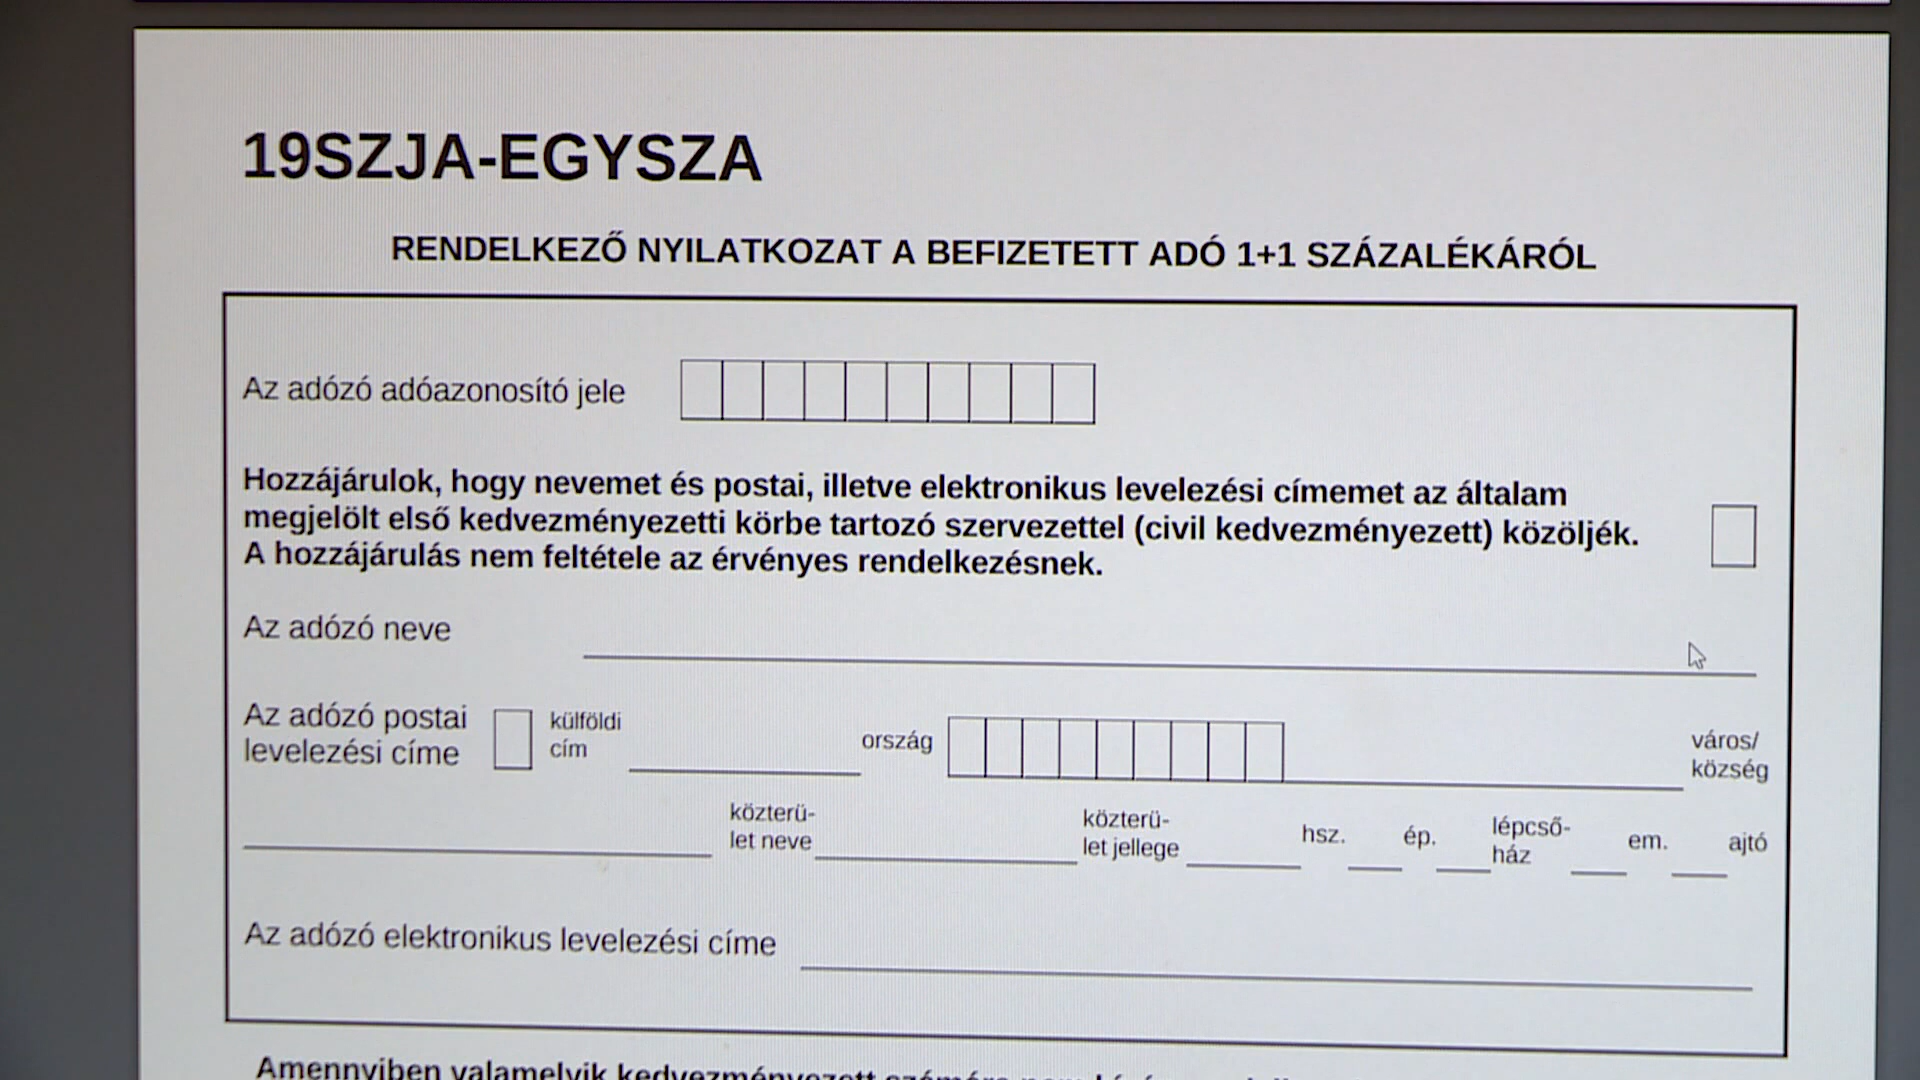 19SZJA-EGYSZA
RENDELKEZŐ NYILATKOZAT A BEFIZETETT ADÓ 1+1 SZÁZALÉKÁRÓL
Az adózó adóazonosító jele
Hozzájárulok, hogy nevemet és postai, illetve elektronikus levelezési címemet az általam
megjelölt első kedvezményezetti körbe tartozó szervezettel (civil kedvezményezett) közöljék.
A hozzájárulás nem feltétele az érvényes rendelkezésnek.
Az adózó neve
Az adózó postai
levelezési címe
külföldi
cím
ország
város/
község
közterü-
let neve
közterü-
let jellege
hsz.
ép.
lépcső-
ház
em.
ajtó
Az adózó elektronikus levelezési címe
Amennyiben valamelyik kedvezményezett